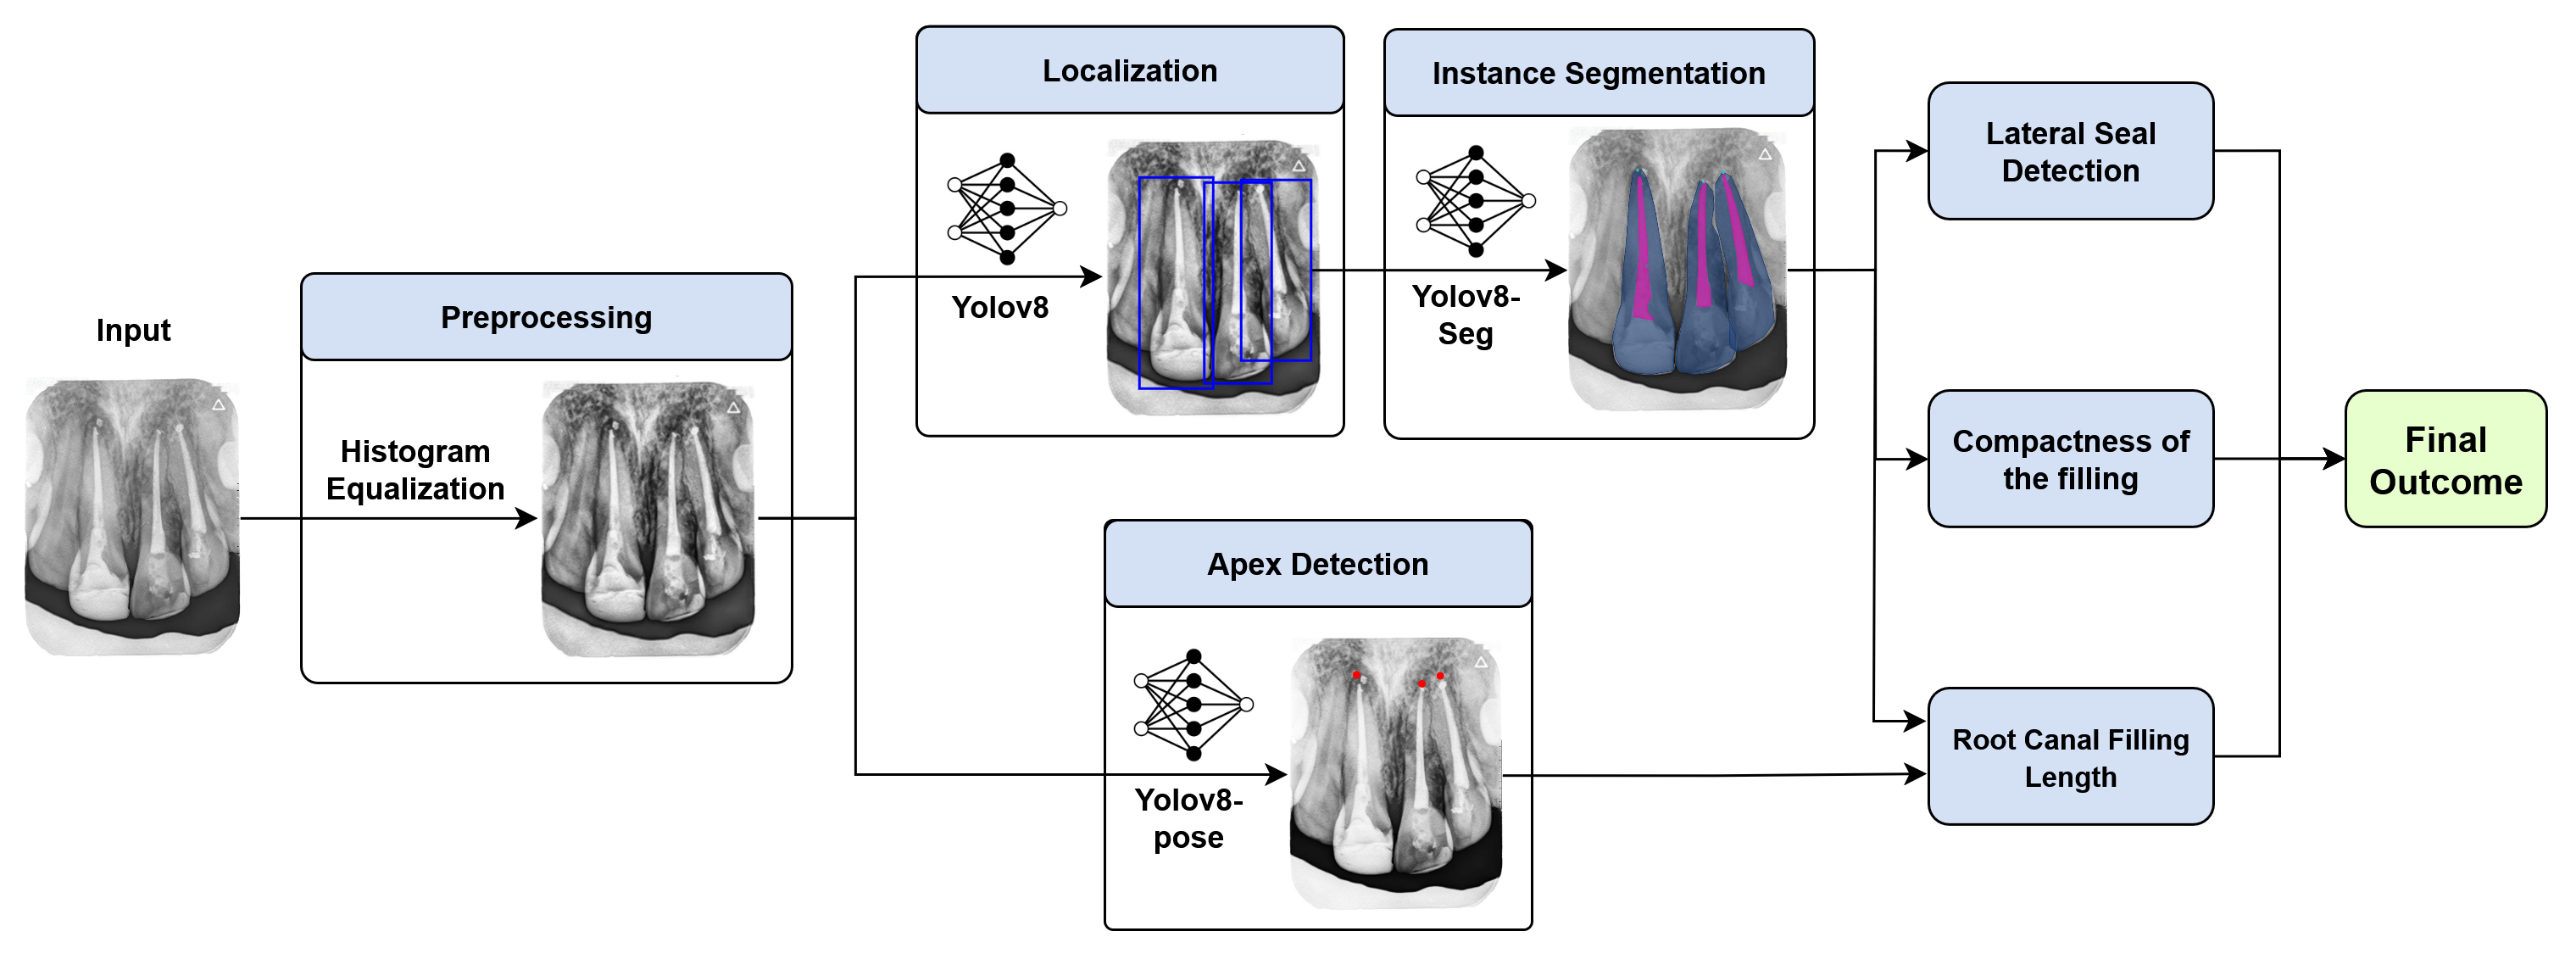 Input
Preprocessing
Histogram
Equalization
Localization
Yolov8
Instance Segmentation
Yolov8-
Seg
Apex Detection
Yolov8-
pose
Lateral Seal
Detection
Compactness of
the filling
Root Canal Filling
Length
Final
Outcome